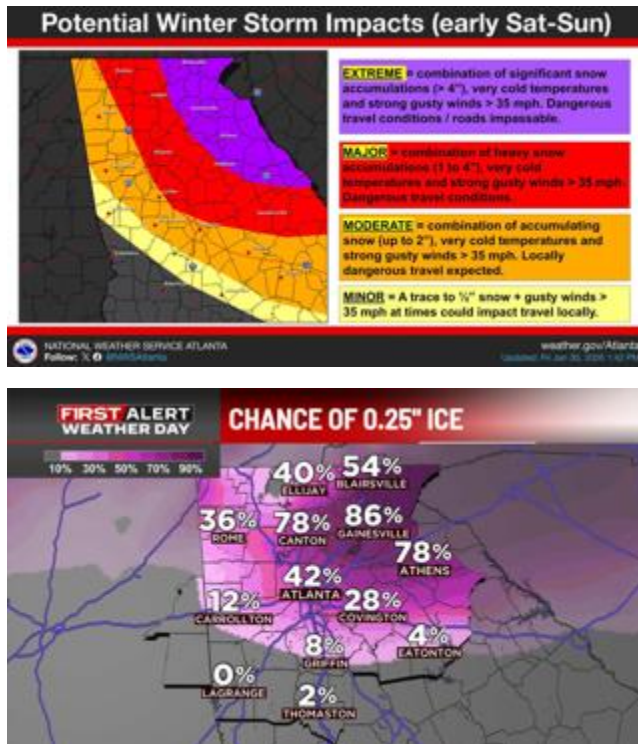 Potential Winter Storm Impacts (early Sat-Sun)
EXTREME = combination of significant snow
accumulations (> 4"), very cold temperatures
and strong gusty winds > 35 mph. Dangerous
travel conditions / roads impassable.
MAJOR = combination of heavy snow
accumulations (1 to 4"), very cold
temperatures and strong gusty winds > 35 mph.
Dangerous travel conditions.
MODERATE = combination of accumulating
snow (up to 2"), very cold temperatures and
strong gusty winds > 35 mph. Locally
dangerous travel expected.
MINOR = A trace to ½" snow + gusty winds >
35 mph at times could impact travel locally.
NATIONAL WEATHER SERVICE ATLANTA
Follow: @NWSAtlanta
weather.gov/Atlanta
FIRST ALERT
WEATHER DAY
CHANCE OF 0.25" ICE
10% 30% 50% 70% 90%
40%
ELLIJAY
54%
BLAIRSVILLE
36%
ROME
78%
CANTON
86%
GAINESVILLE
78%
ATHENS
42%
ATLANTA
12%
CARROLLTON
28%
COVINGTON
8%
GRIFFIN
4%
EATONTON
0%
LAGRANGE
2%
THOMASTON